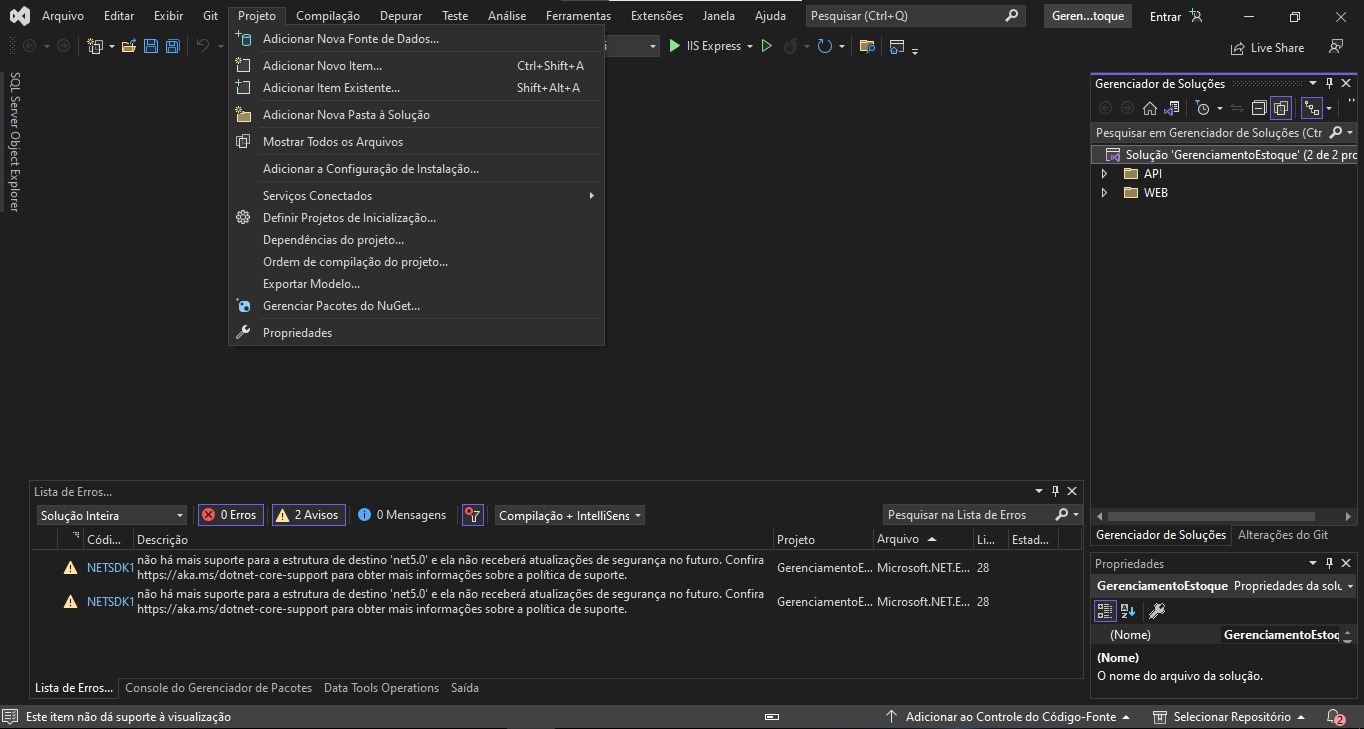 Arquivo Editar Exibir Git Projeto Compilação Depurar Teste Análise Ferramentas Extensões Janela Ajuda Pesquisar (Ctrl+Q) Geren...toque Entrar
IIS Express Live Share
Adicionar Nova Fonte de Dados...
Adicionar Novo Item... Ctrl+Shift+A
Adicionar Item Existente... Shift+Alt+A
Adicionar Nova Pasta à Solução
Mostrar Todos os Arquivos
Adicionar a Configuração de Instalação...
Serviços Conectados
Definir Projetos de Inicialização...
Dependências do projeto...
Ordem de compilação do projeto...
Exportar Modelo...
Gerenciar Pacotes do NuGet...
Propriedades
SQL Server Object Explorer
Gerenciador de Soluções
Pesquisar em Gerenciador de Soluções (Ctr
Solução 'GerenciamentoEstoque' (2 de 2 pro
API
WEB
Gerenciador de Soluções Alterações do Git
Propriedades
GerenciamentoEstoque Propriedades da solu
(Nome) GerenciamentoEstoq
(Nome)
O nome do arquivo da solução.
Lista de Erros...
Solução Inteira 0 Erros 2 Avisos 0 Mensagens Compilação + IntelliSens Pesquisar na Lista de Erros
Códi... Descrição Projeto Arquivo Li... Estad...
NETSDK1 não há mais suporte para a estrutura de destino 'net5.0' e ela não receberá atualizações de segurança no futuro. Confira GerenciamentoE... Microsoft.NET.E... 28
https://aka.ms/dotnet-core-support para obter mais informações sobre a política de suporte.
NETSDK1 não há mais suporte para a estrutura de destino 'net5.0' e ela não receberá atualizações de segurança no futuro. Confira GerenciamentoE... Microsoft.NET.E... 28
https://aka.ms/dotnet-core-support para obter mais informações sobre a política de suporte.
Lista de Erros... Console do Gerenciador de Pacotes Data Tools Operations Saída
Este item não dá suporte à visualização Adicionar ao Controle do Código-Fonte Selecionar Repositório 2